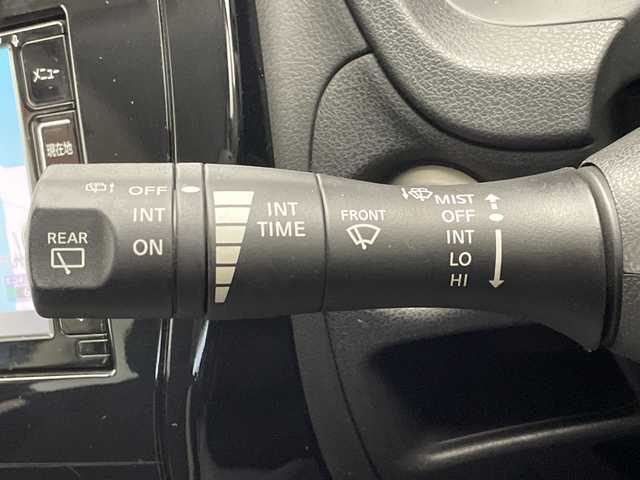 メニュー
現在地
OFF
INT
ON
REAR
INT
TIME
FRONT
MIST
OFF
INT
LO
HI